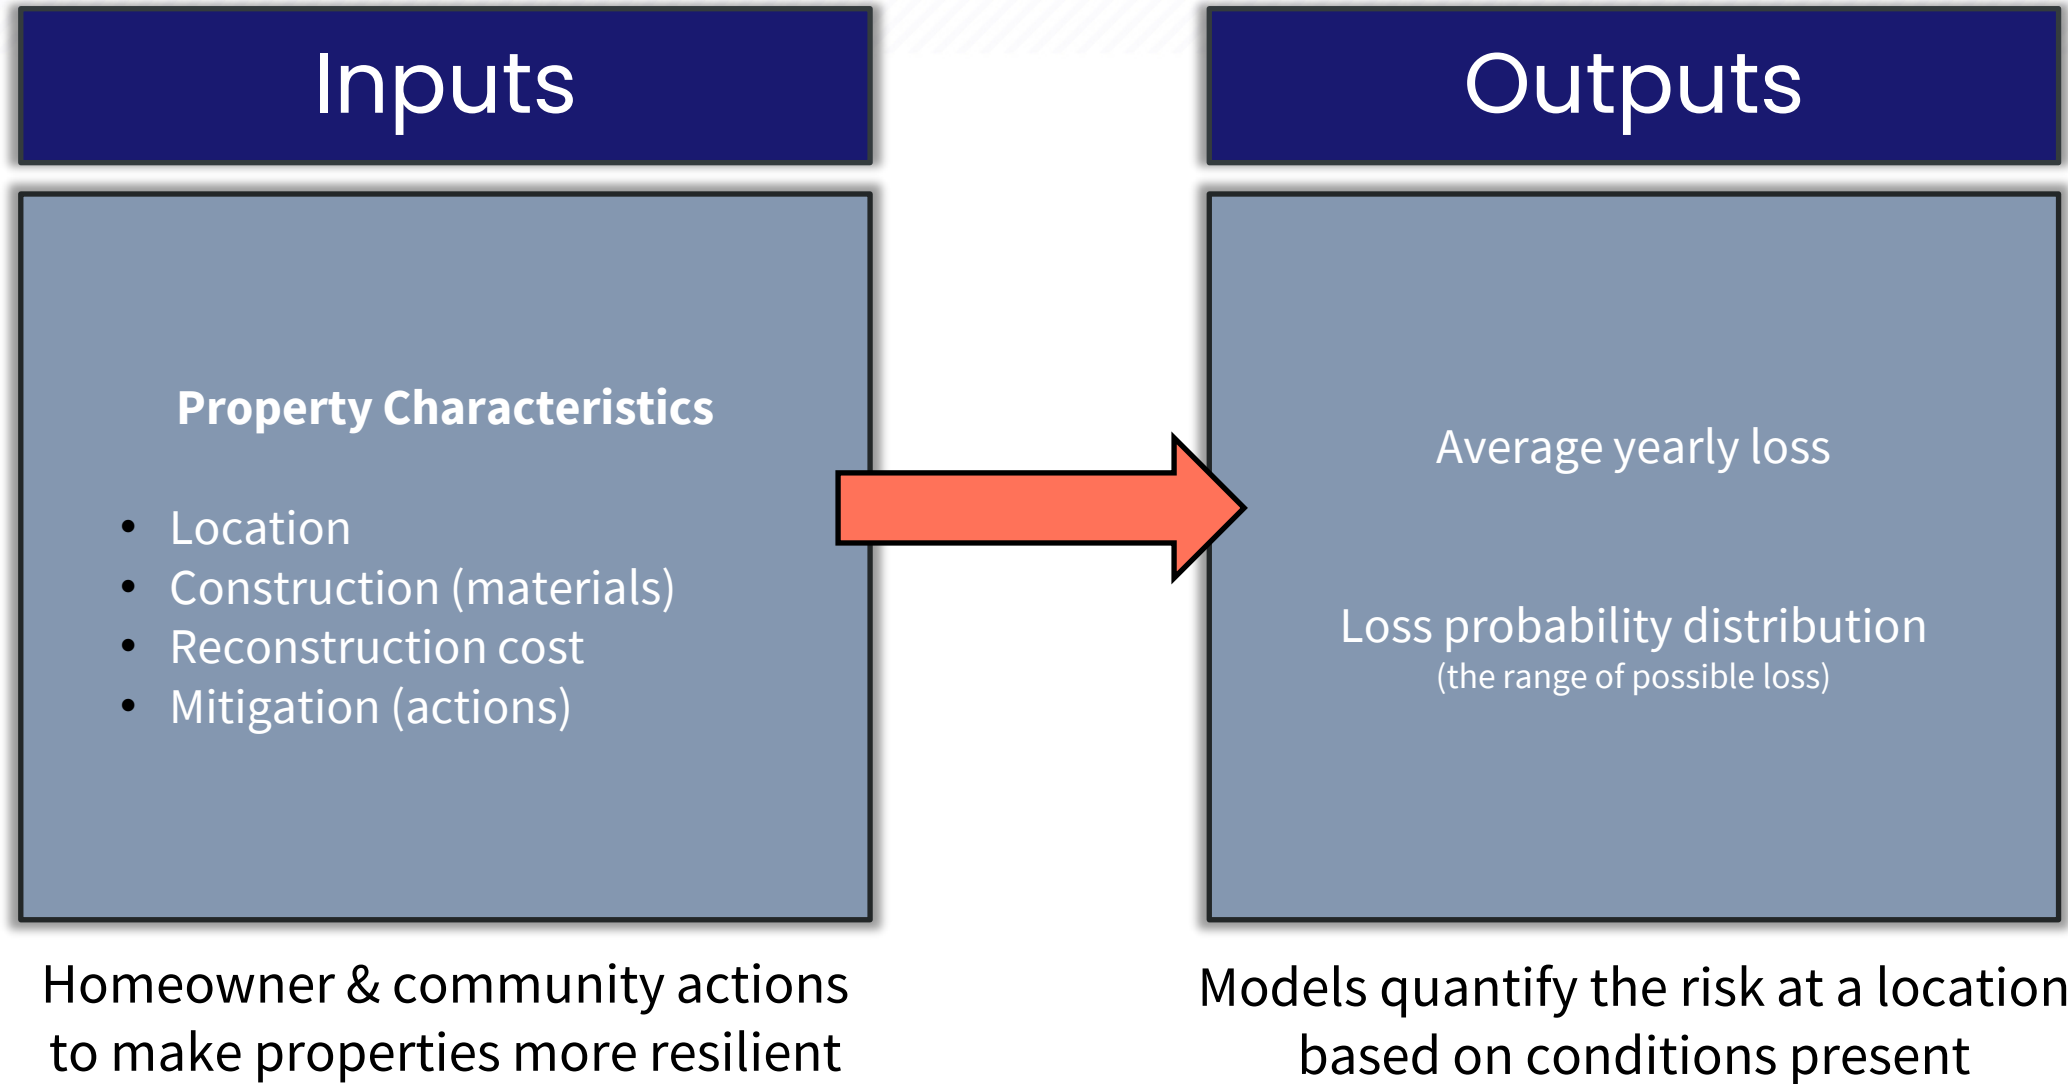 Inputs
Property Characteristics
• Location
• Construction (materials)
• Reconstruction cost
• Mitigation (actions)
Homeowner & community actions
to make properties more resilient
Outputs
Average yearly loss
Loss probability distribution
(the range of possible loss)
Models quantify the risk at a location
based on conditions present